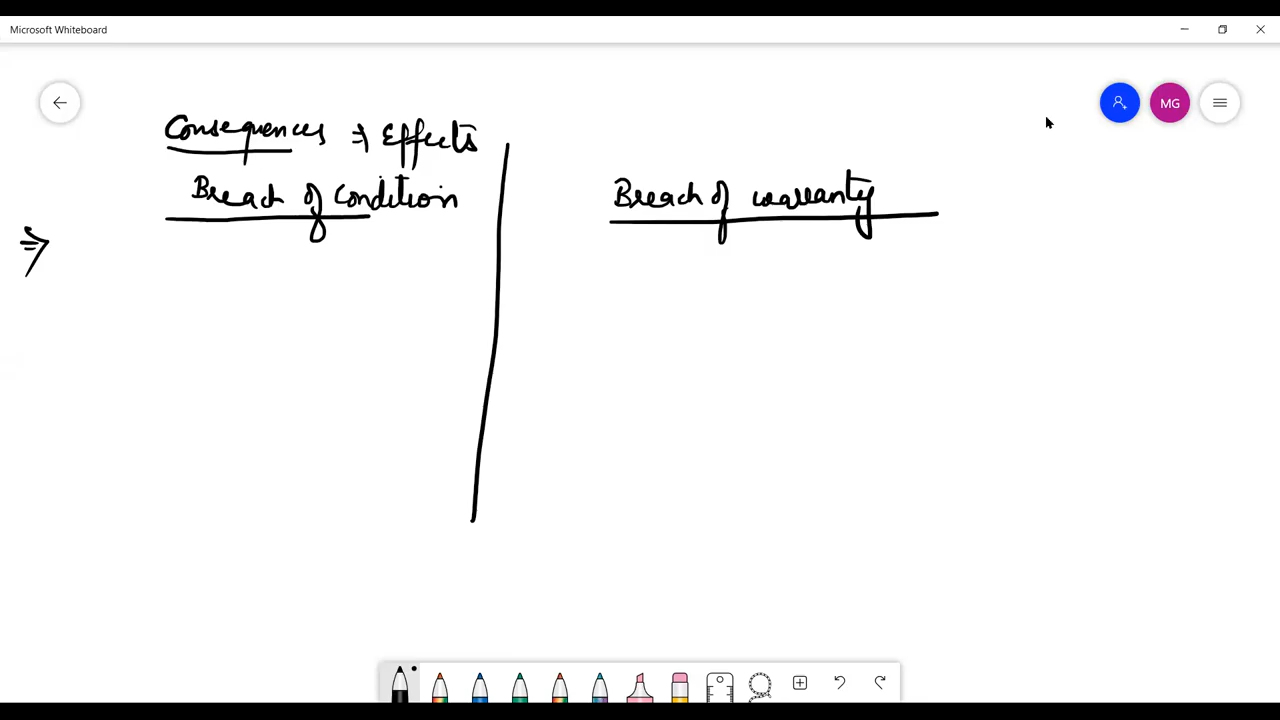 Microsoft Whiteboard
MG
Consequences ⇒ Effects
Breach of Condition
Breach of warranty
⇒